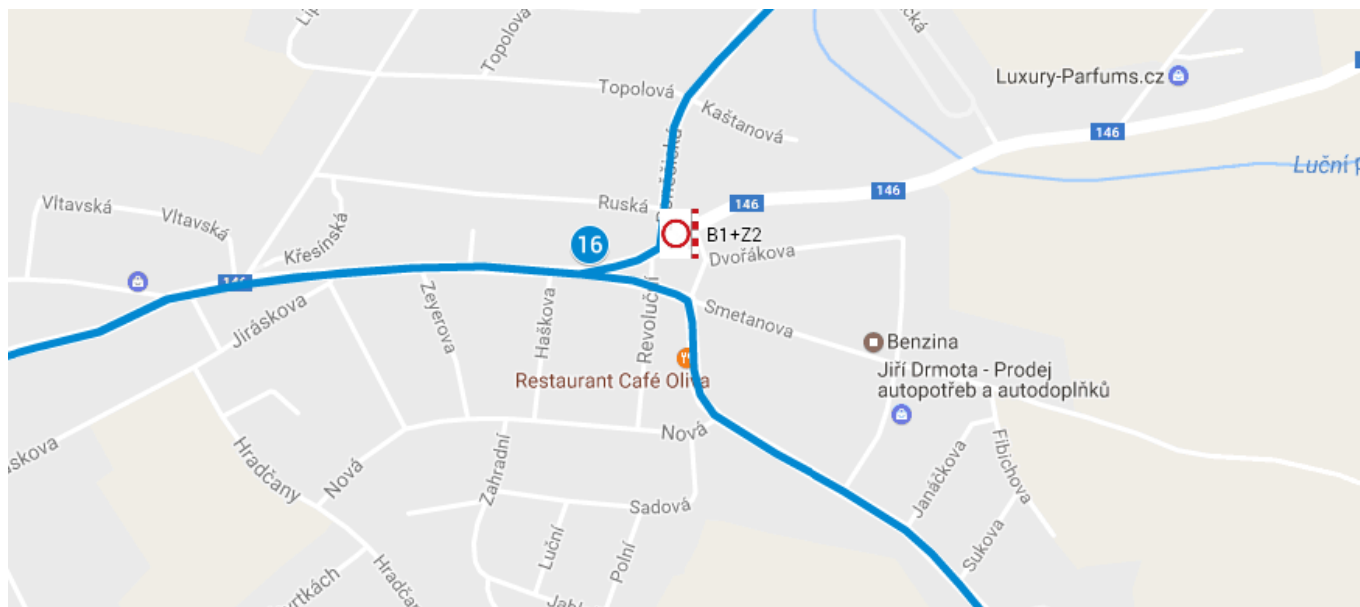 Topolova
Topolová
Kaštanová
Luxury-Parfums.cz
146
Luční
146
146
Ruská
Vltavská
Vltavská
Křesínská
16
B1+Z2
Dvořákova
146
Jiráskova
Zeyerova
Haškova
Revoluční
Smetanova
Benzina
Jiří Drmota - Prodej
autopotřeb a autodoplňků
Restaurant Café Oliva
Nová
Hradčany
Nová
Zahradní
Sadová
Luční
Polní
Janáčkova
Fibichova
Sukova
Hradčany